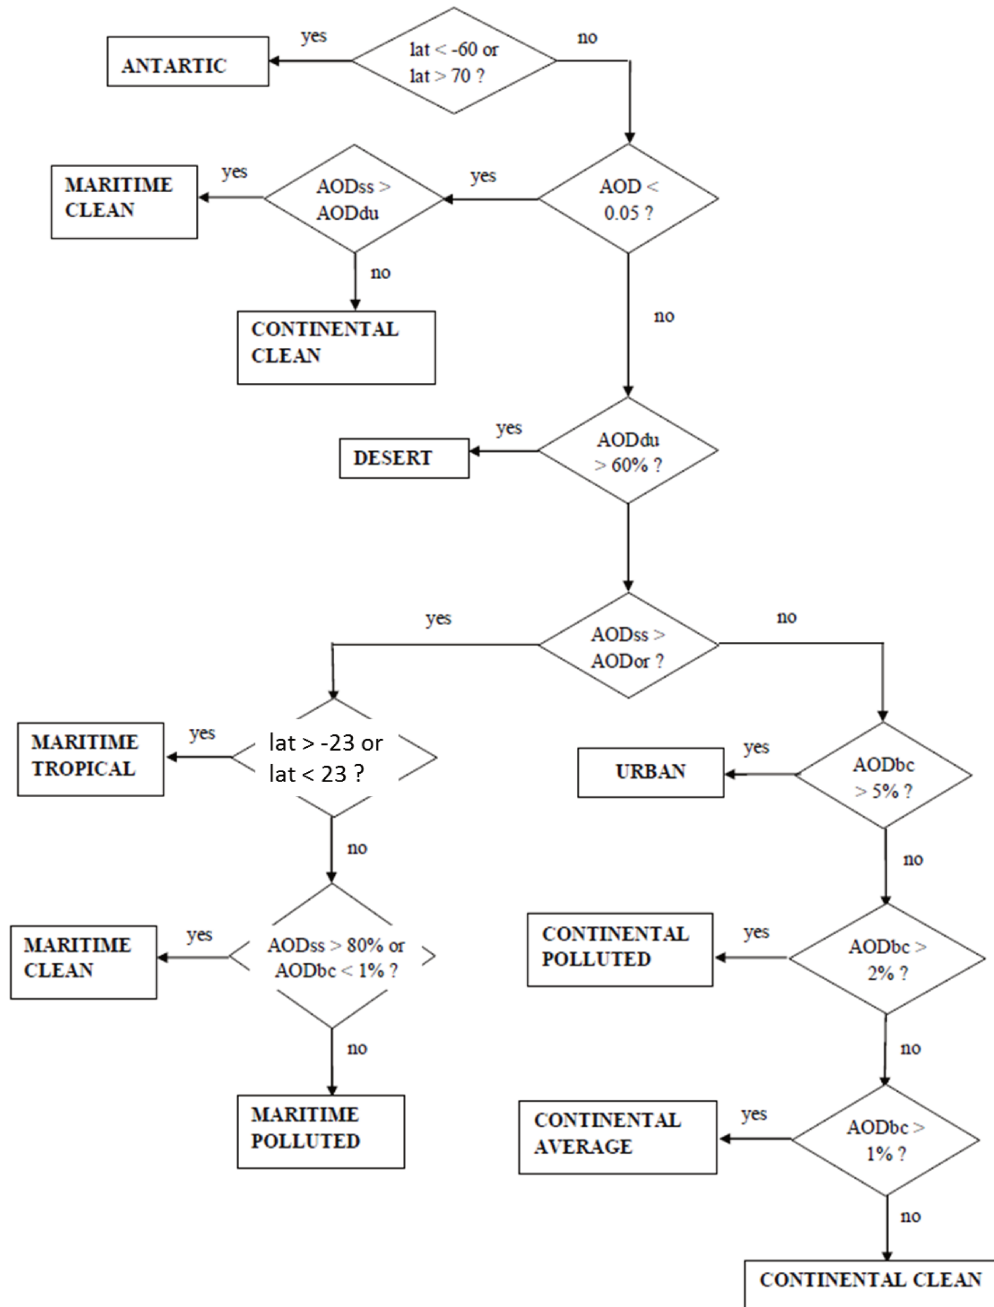 yes
no
lat < -60 or
lat > 70 ?
ANTARTIC
yes
yes
MARITIME
CLEAN
AODss >
AODdu
AOD <
0.05 ?
no
CONTINENTAL
CLEAN
no
yes
DESERT
AODdu
> 60% ?
yes
no
AODss >
AODor ?
MARITIME
TROPICAL
yes
lat > -23 or
lat < 23 ?
URBAN
yes
AODbc
> 5% ?
no
no
MARITIME
CLEAN
yes
AODss > 80% or
AODbc < 1% ?
CONTINENTAL
POLLUTED
yes
AODbc >
2% ?
no
no
MARITIME
POLLUTED
CONTINENTAL
AVERAGE
yes
AODbc >
1% ?
no
CONTINENTAL CLEAN